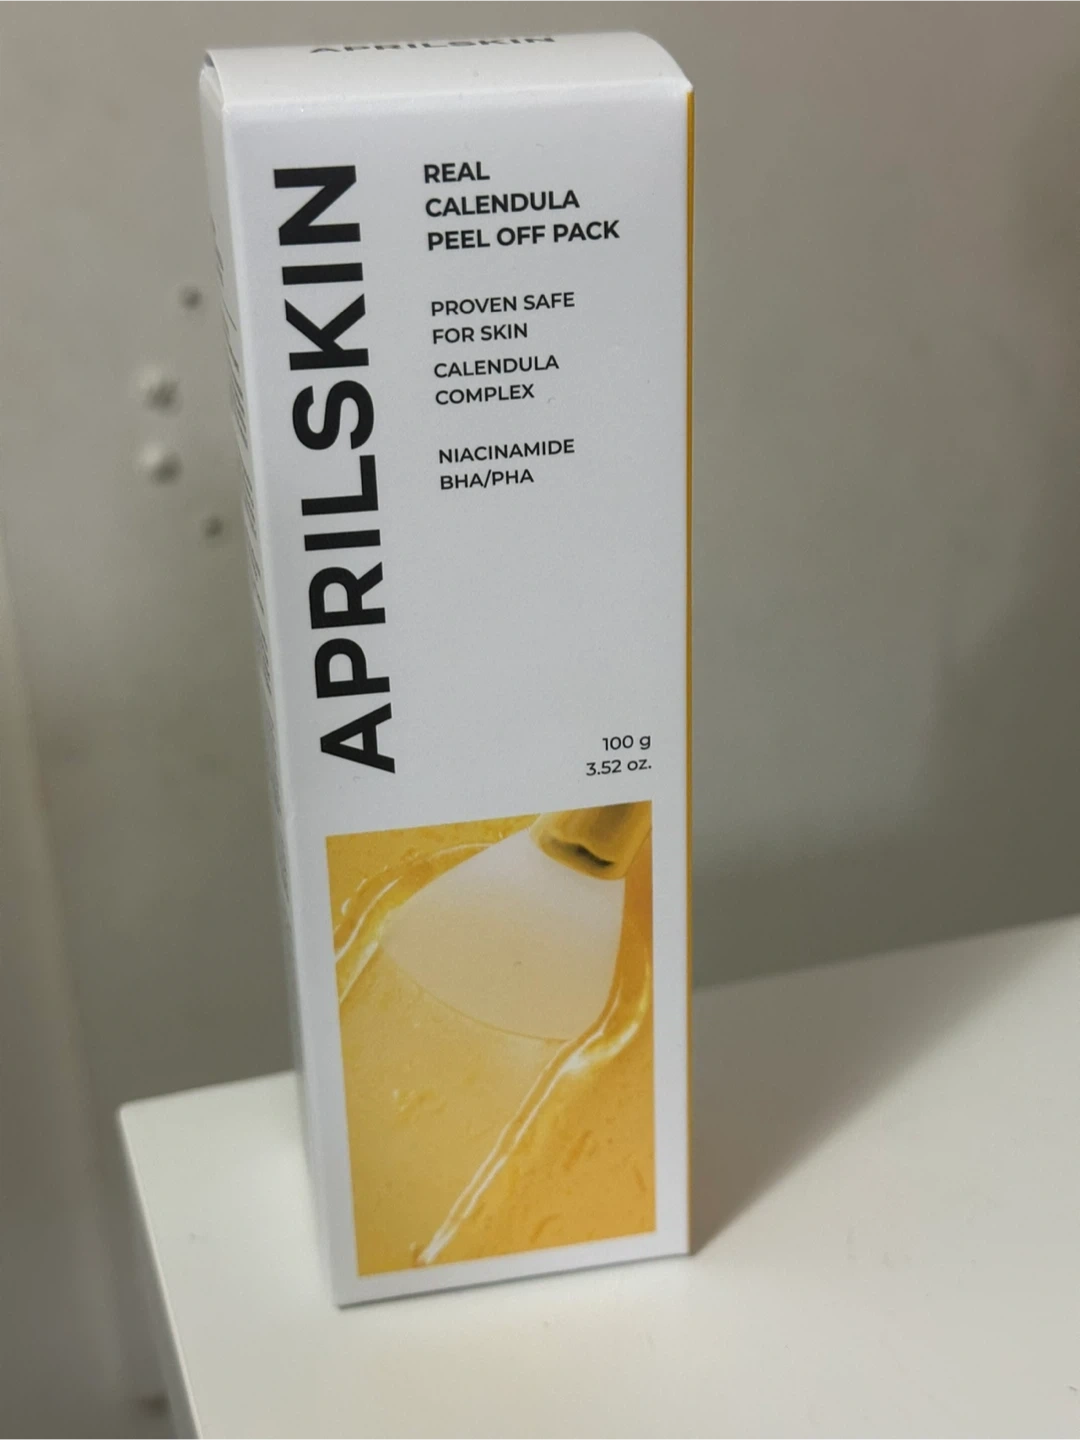 APRILSKIN
APRILSKIN
REAL
CALENDULA
PEEL OFF PACK
PROVEN SAFE
FOR SKIN
CALENDULA
COMPLEX
NIACINAMIDE
BHA/PHA
100 g
3.52 oz.